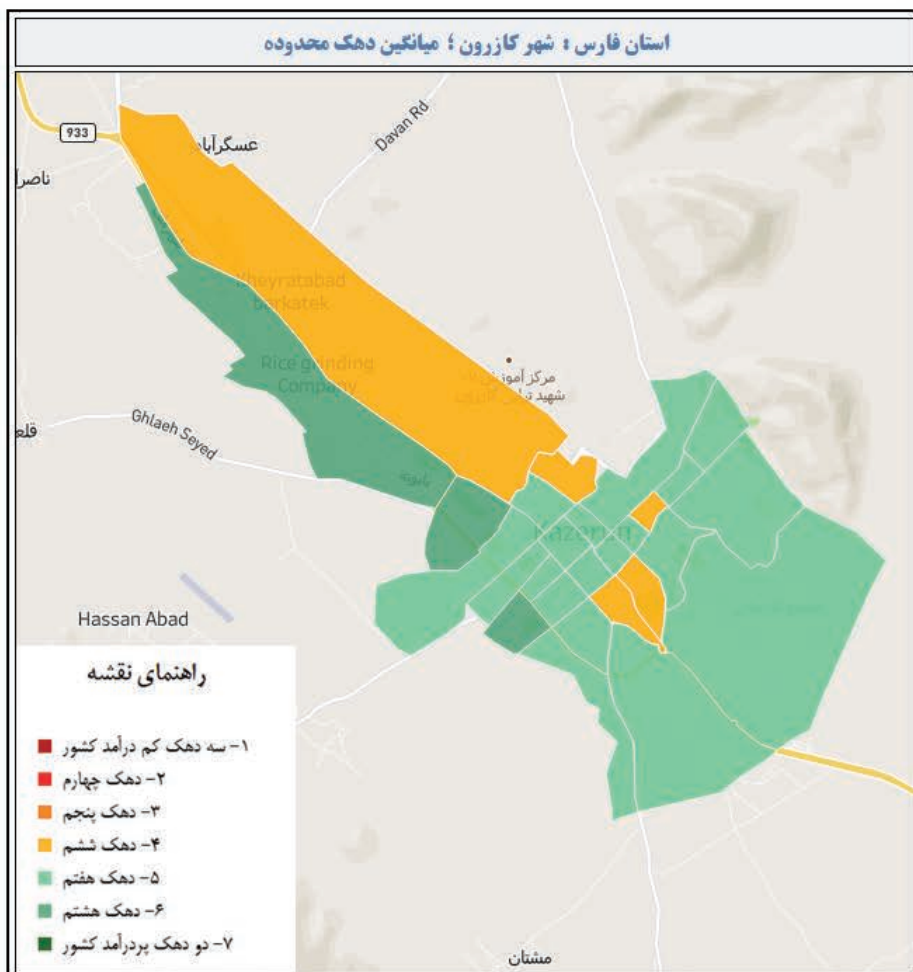 استان فارس : شهر کازرون ؛ میانگین دهک محدوده
933
عسگرآباد
Davan Rd
Kheyratabad
barkatek
Rice grinding
Company
مرکز آموزش
شهید
Ghlaeh Seyed
Kazerun
Hassan Abad
راهنمای نقشه
۱- سه دهک کم درآمد کشور
۲- دهک چهارم
۳- دهک پنجم
۴- دهک ششم
۵- دهک هفتم
۶- دهک هشتم
۷- دو دهک پردرآمد کشور
مشتان